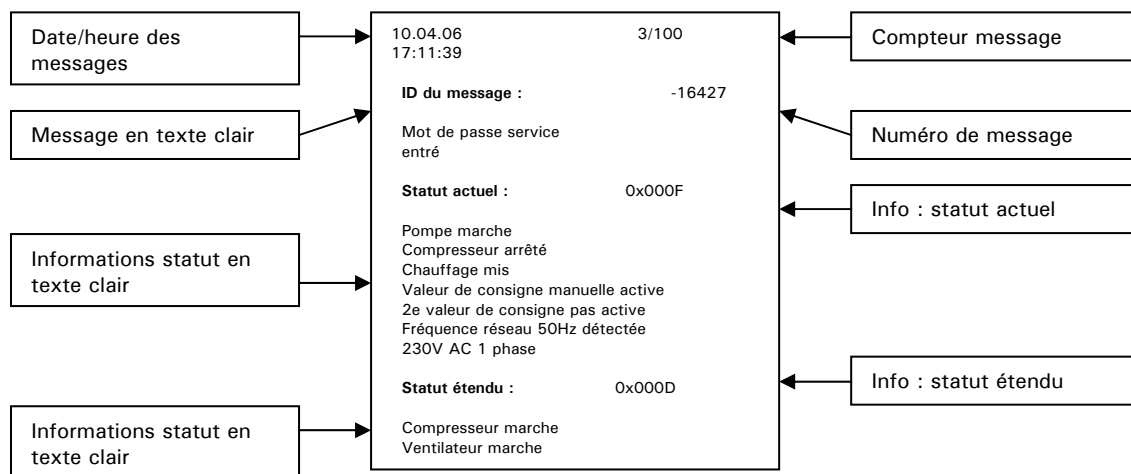 Date/heure des
messages
Message en texte clair
Informations statut en
texte clair
Informations statut en
texte clair
10.04.06 3/100
17:11:39
ID du message : -16427
Mot de passe service
entré
Statut actuel : 0x000F
Pompe marche
Compresseur arrêté
Chauffage mis
Valeur de consigne manuelle active
2e valeur de consigne pas active
Fréquence réseau 50Hz détectée
230V AC 1 phase
Statut étendu : 0x000D
Compresseur marche
Ventilateur marche
Compteur message
Numéro de message
Info : statut actuel
Info : statut étendu